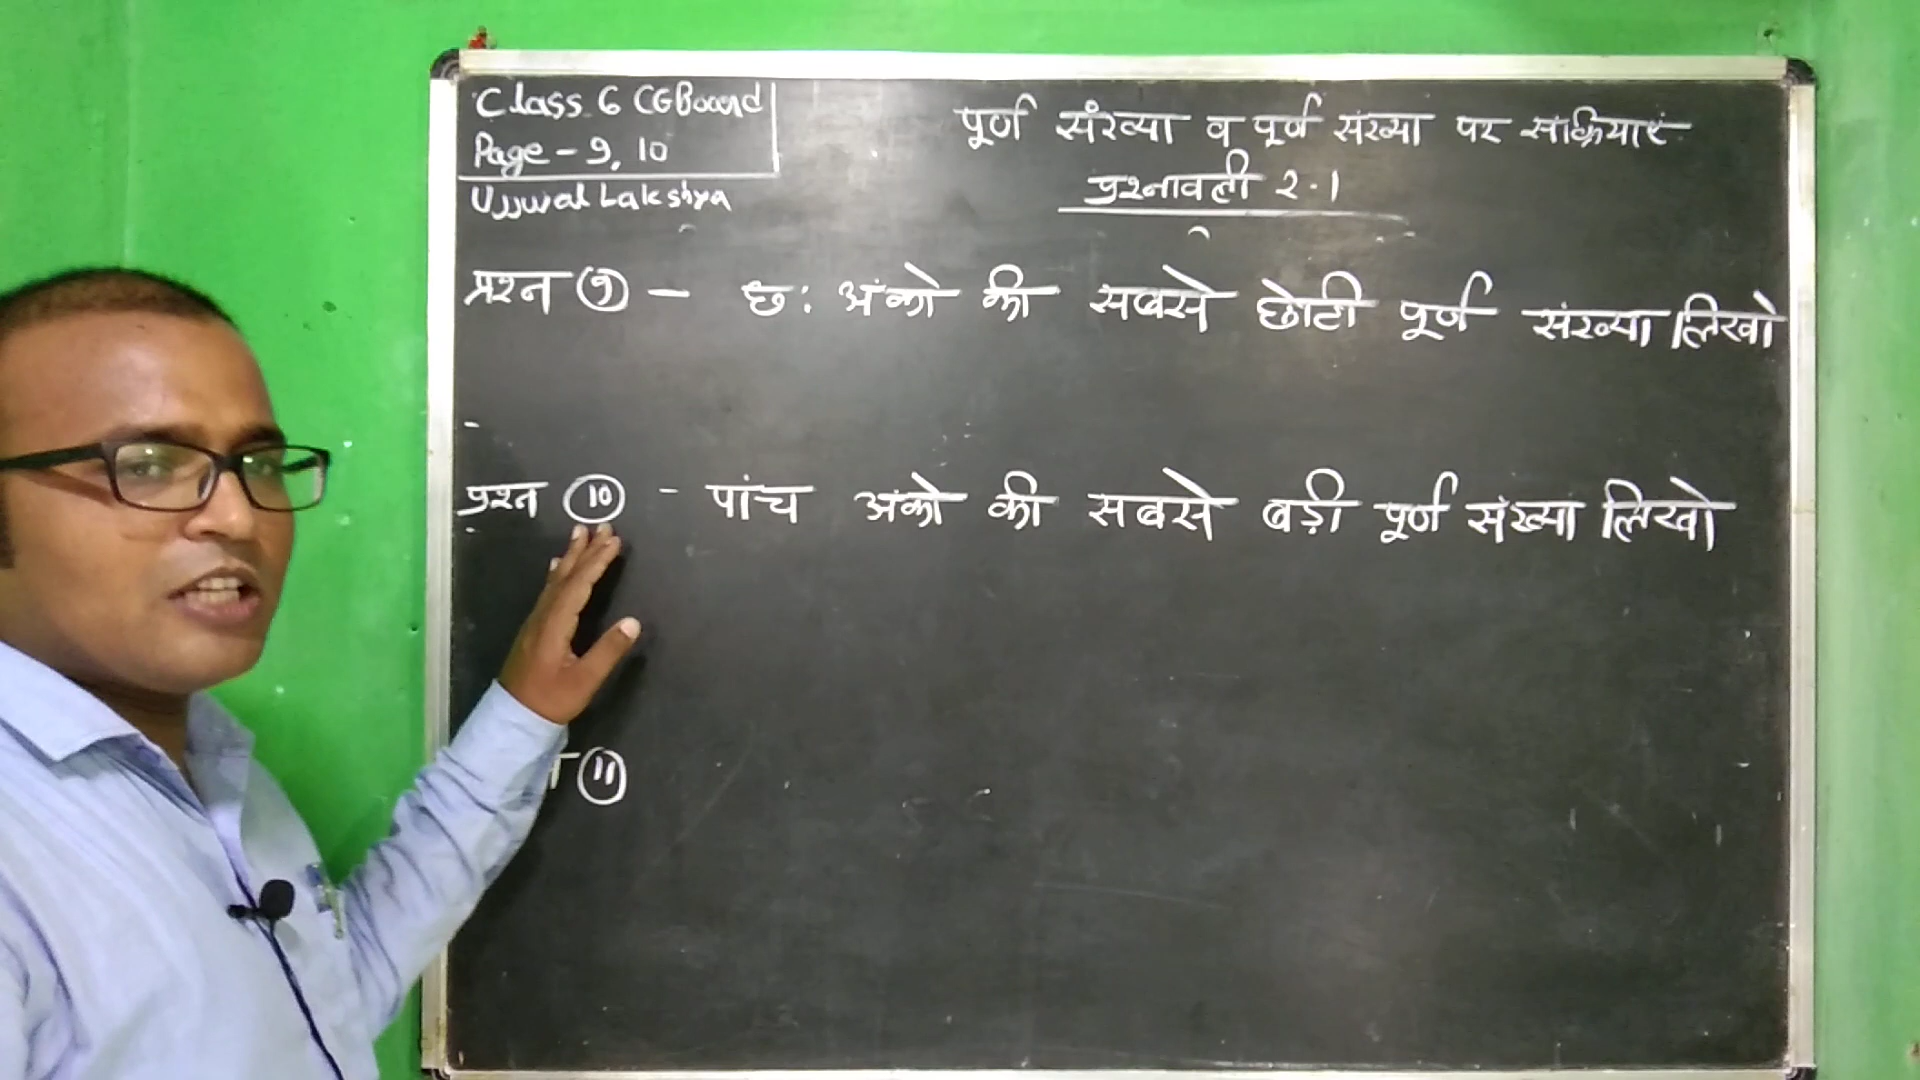 Class 6 CGBoard
Page - 9, 10
Ujjwal Lakshya
पूर्ण संख्या व पूर्ण संख्या पर संक्रियाएं
प्रश्नावली 2.1
प्रश्न 9 - छ: अंको की सबसे छोटी पूर्ण संख्या लिखो
प्रश्न 10 - पांच अंको की सबसे बड़ी पूर्ण संख्या लिखो
न 11